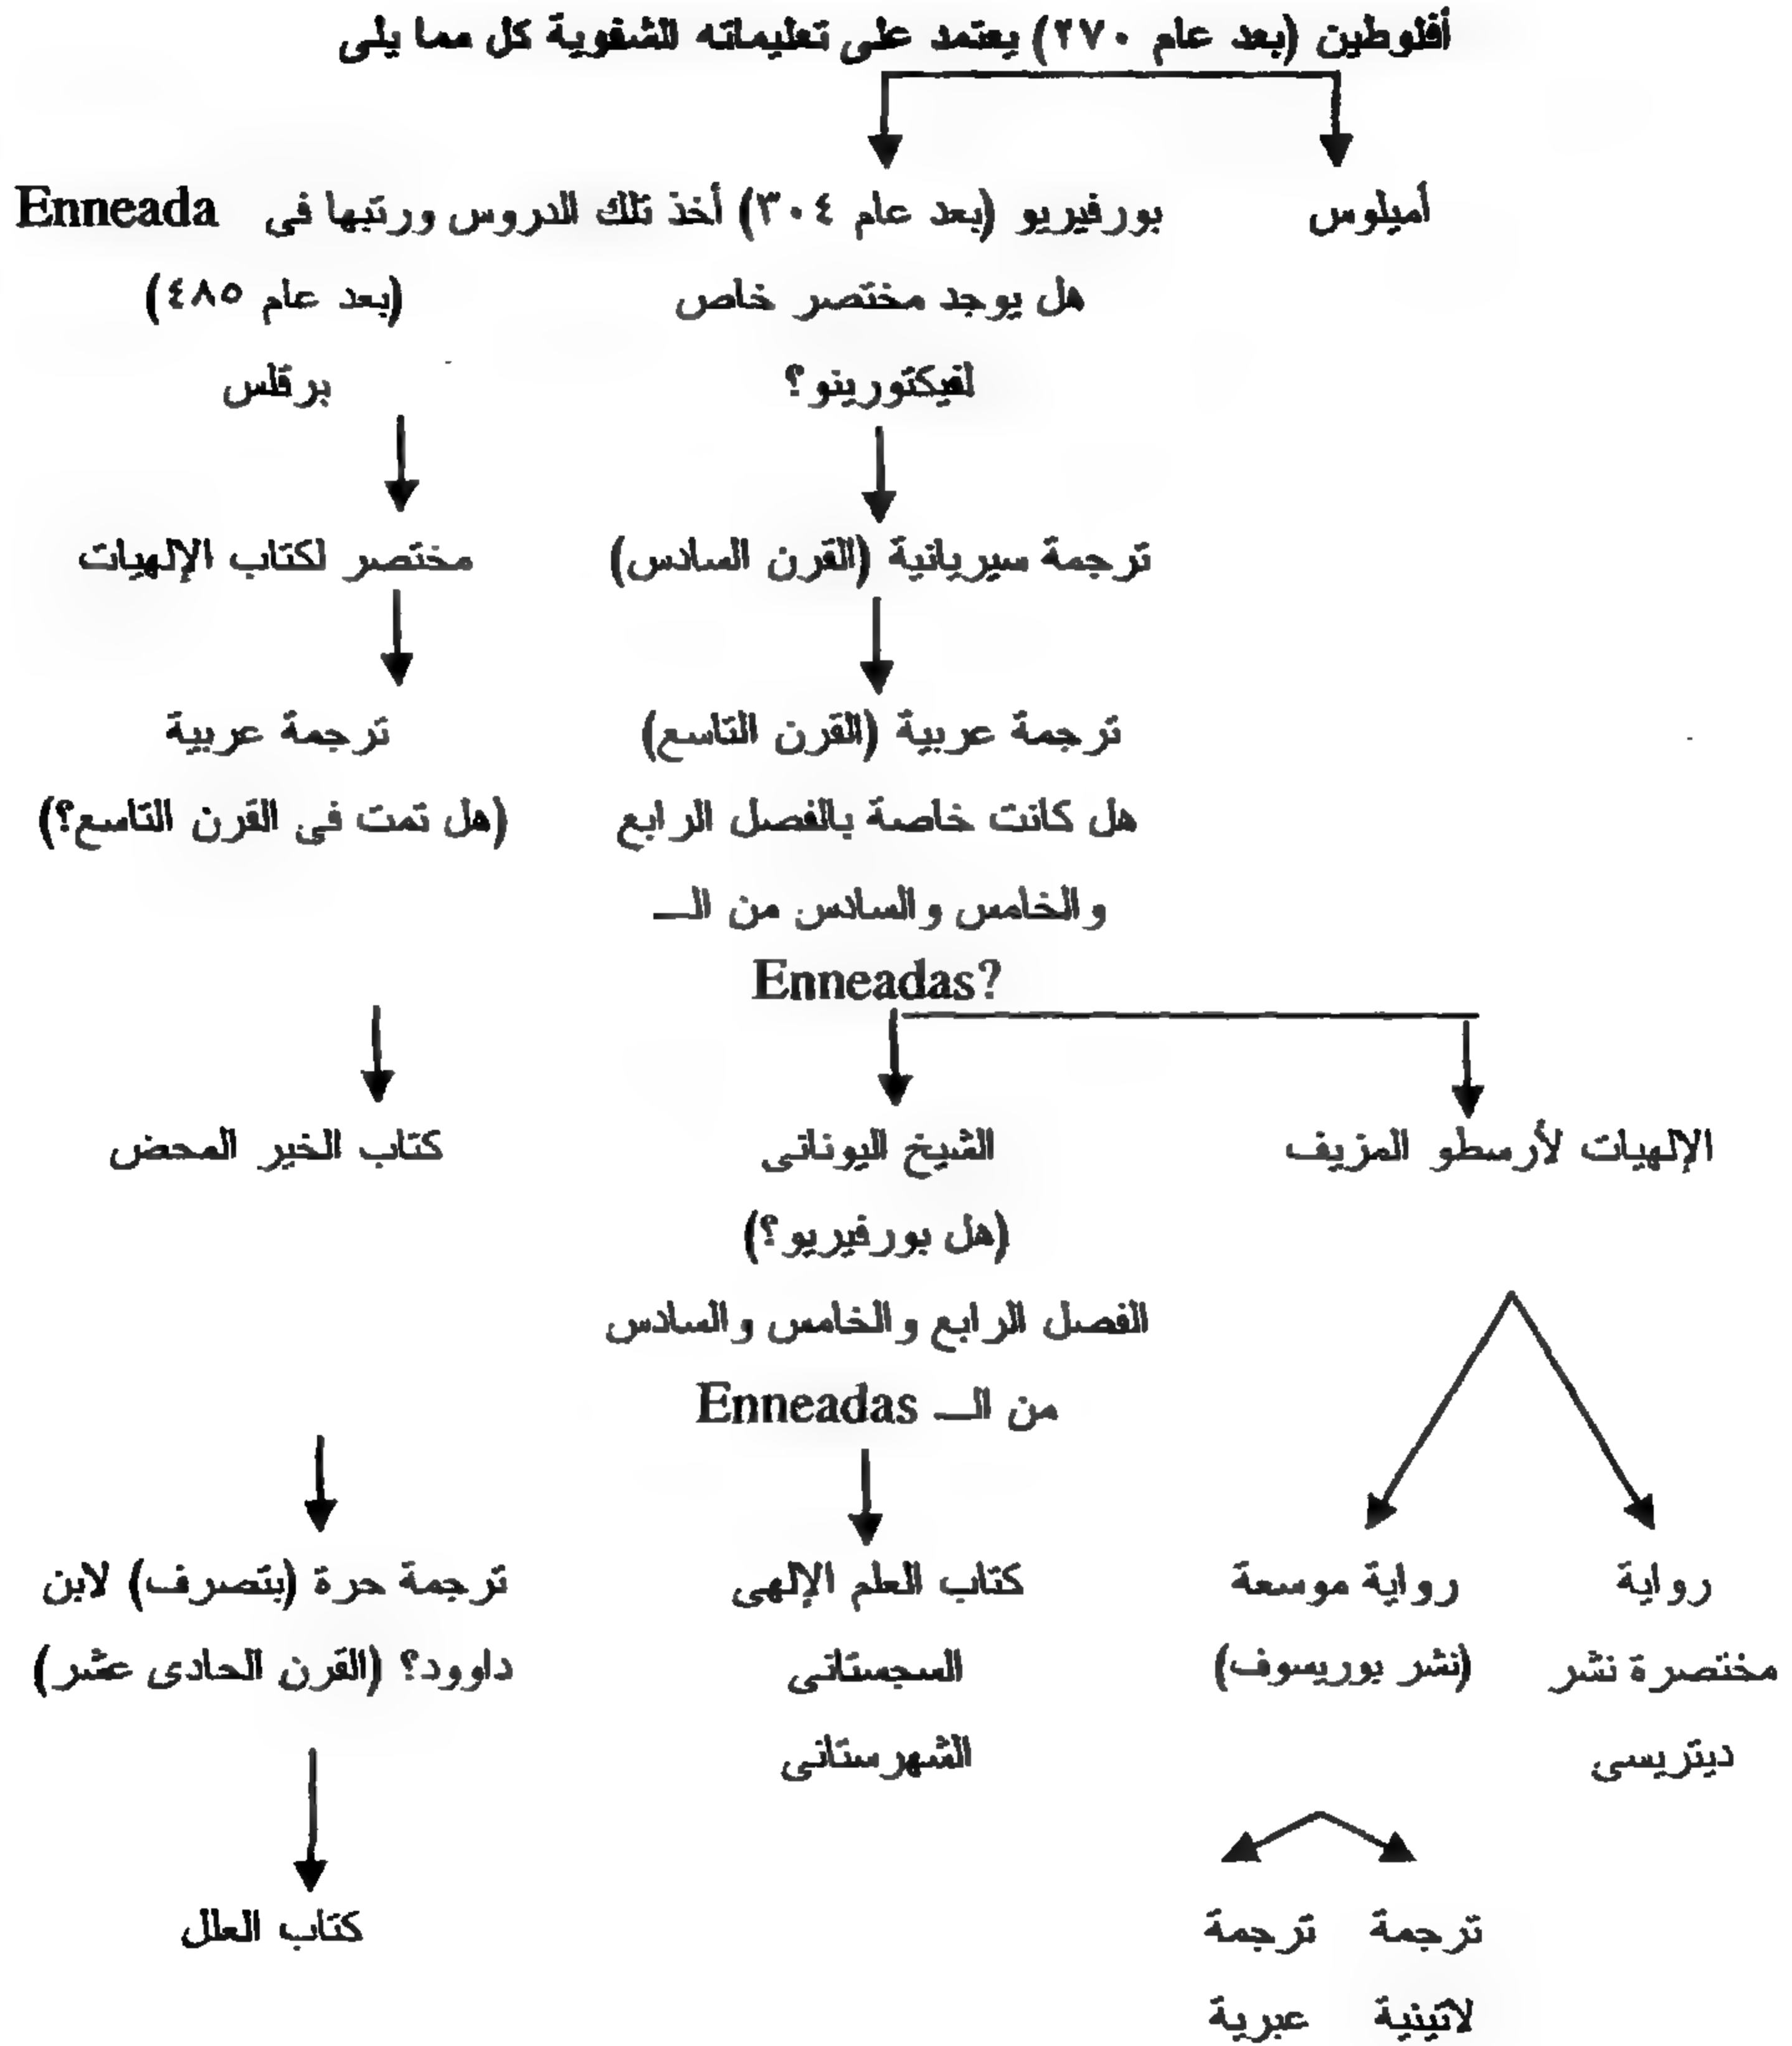 أفلوطين (بعد عام ٢٧٠) يعتمد على تعليماته الشفوية كل مما يلى
أميلوس
بورفيريو (بعد عام ٣٠٤) أخذ تلك الدروس ورتبها فى Enneada
هل يوجد مختصر خاص
(بعد عام ٤٨٥)
لفيكتورينو؟
برقلس
ترجمة سيريانية (القرن السادس)
مختصر لكتاب الإلهيات
ترجمة عربية (القرن التاسع)
ترجمة عربية
هل كانت خاصة بالفصل الرابع
(هل تمت فى القرن التاسع؟)
والخامس والسادس من الـــ
Enneadas?
الإلهيات لأرسطو المزيف
الشيخ اليونانى
كتاب الخير المحض
(هل بورفيريو؟)
الفصل الرابع والخامس والسادس
من الـــ Enneadas
رواية
رواية موسعة
كتاب العلم الإلهى
ترجمة حرة (بتصرف) لابن
مختصرة نشر
(نشر بوريسوف)
السجستانى
داوود؟ (القرن الحادى عشر)
ديتريسى
الشهرستانى
ترجمة
ترجمة
كتاب العلل
لاتينية
عبرية